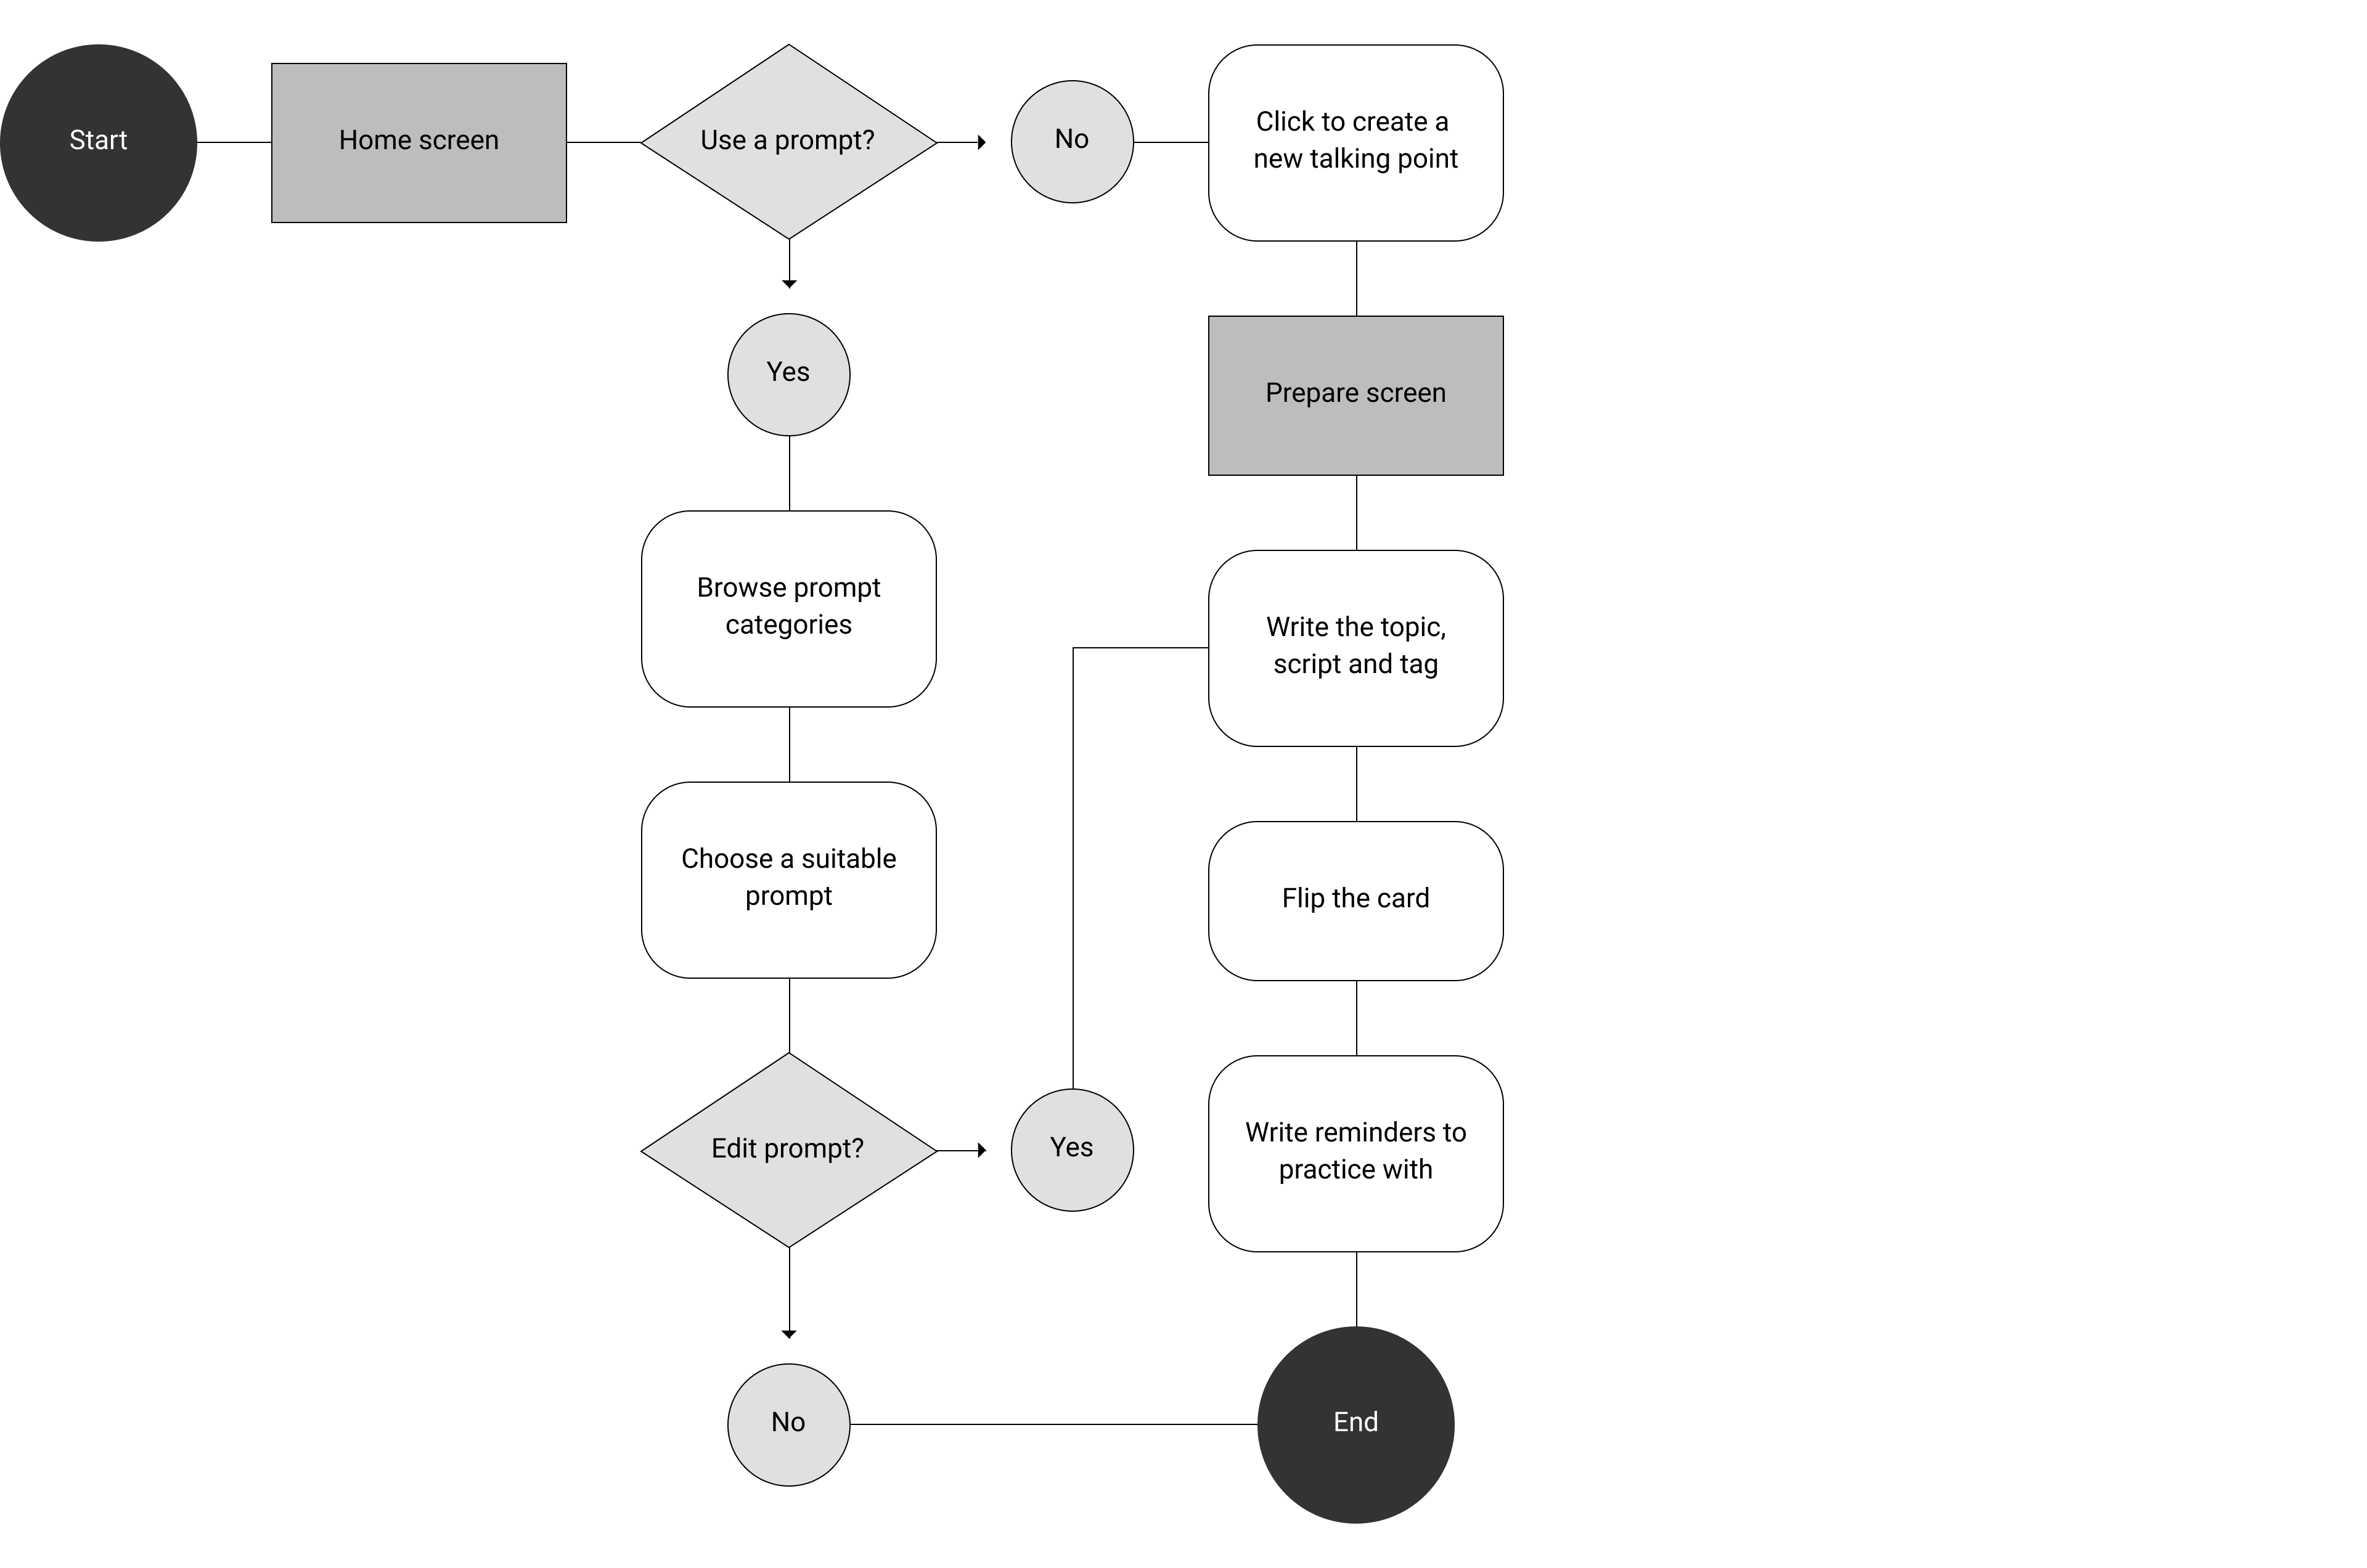 Start
Home screen
Use a prompt?
No
Click to create a
new talking point
Yes
Prepare screen
Browse prompt
categories
Write the topic,
script and tag
Choose a suitable
prompt
Flip the card
Edit prompt?
Yes
Write reminders to
practice with
No
End